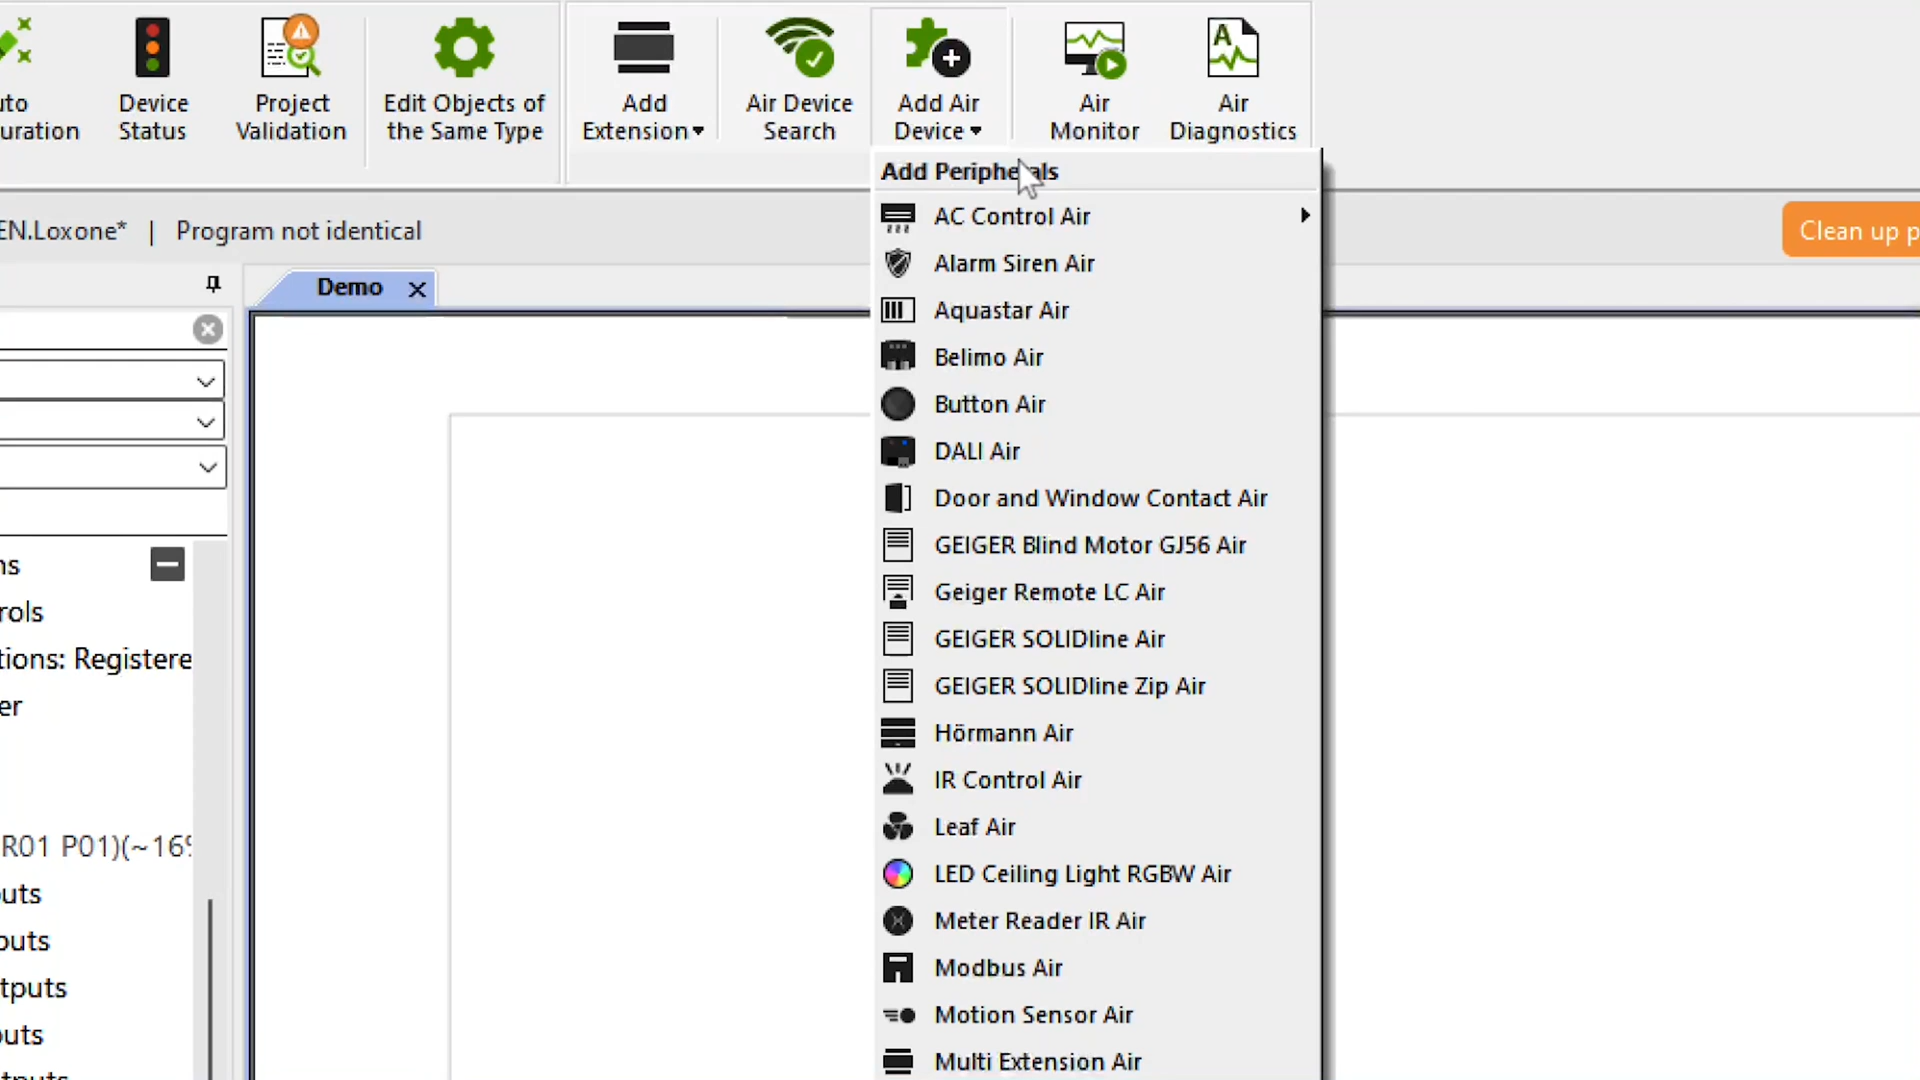 uto
uration
Device
Status
Project
Validation
Edit Objects of
the Same Type
Add
Extension
Air Device
Search
Add Air
Device
Air
Monitor
Air
Diagnostics
EN.Loxone* | Program not identical
Clean up p
Demo
Add Peripherals
AC Control Air
Alarm Siren Air
Aquastar Air
Belimo Air
Button Air
DALI Air
Door and Window Contact Air
GEIGER Blind Motor GJ56 Air
Geiger Remote LC Air
GEIGER SOLIDline Air
GEIGER SOLIDline Zip Air
Hörmann Air
IR Control Air
Leaf Air
LED Ceiling Light RGBW Air
Meter Reader IR Air
Modbus Air
Motion Sensor Air
Multi Extension Air
ns
rols
tions: Registere
er
R01 P01)(~16%
uts
outs
tputs
outs